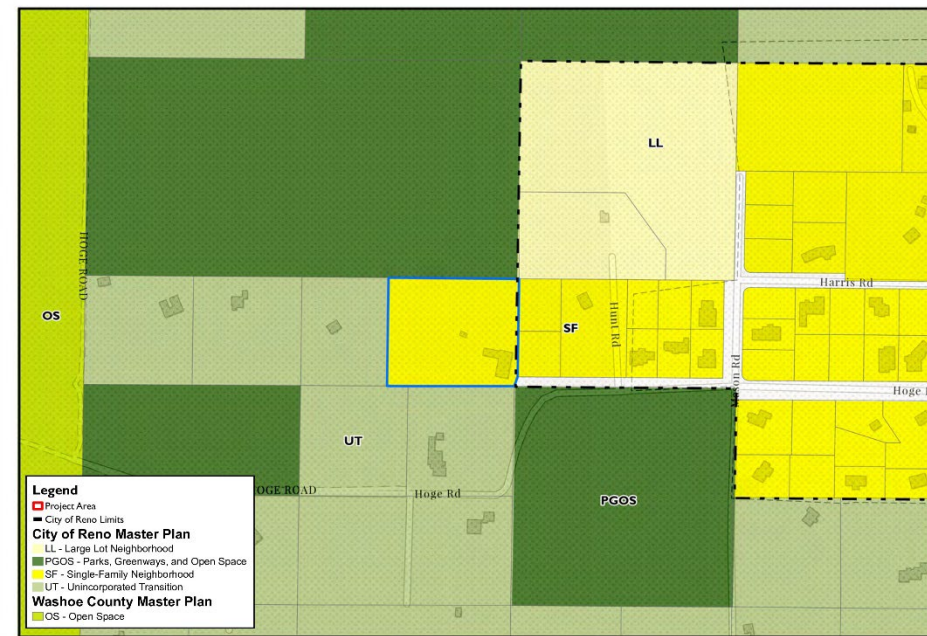 LL
HOGE ROAD
Harris Rd
OS
SF
Hunt Rd
Mason Rd
Hoge
UT
Hoge Rd
HOGE ROAD
PGOS
Legend
Project Area
City of Reno Limits
City of Reno Master Plan
LL - Large Lot Neighborhood
PGOS - Parks, Greenways, and Open Space
SF - Single-Family Neighborhood
UT - Unincorporated Transition
Washoe County Master Plan
OS - Open Space